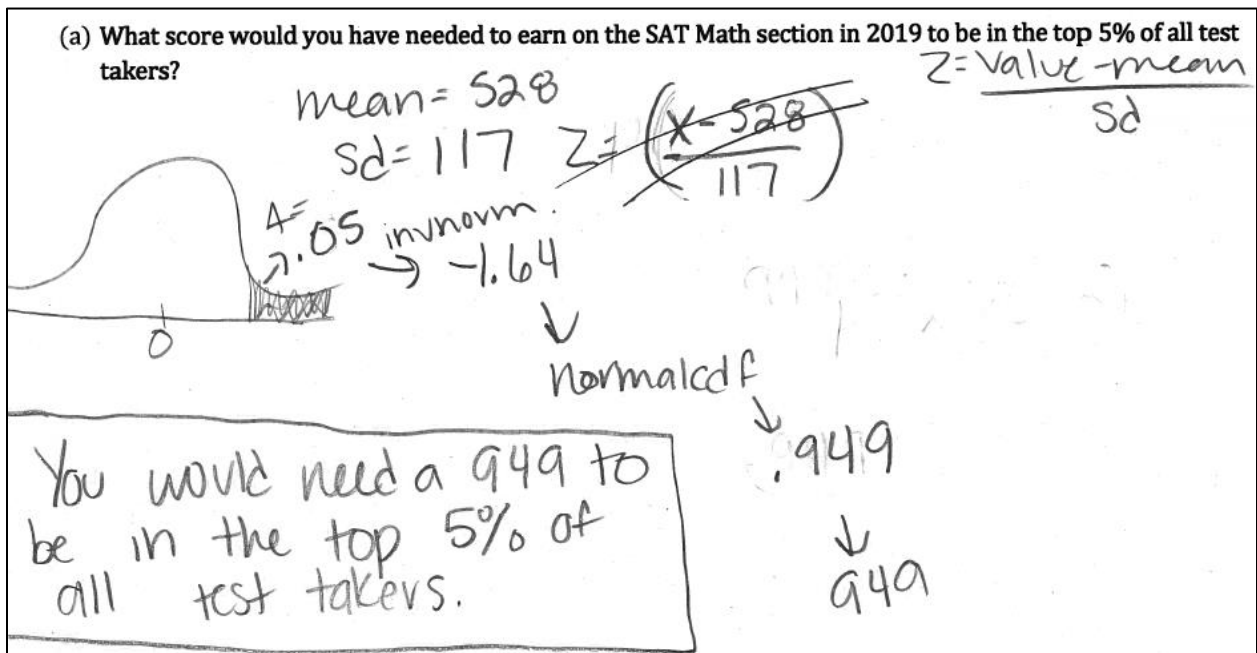 (a) What score would you have needed to earn on the SAT Math section in 2019 to be in the top 5% of all test
takers?
z = value - mean
sd
mean = 528
sd = 117
z = (x - 528
117)
A =
.05 invnorm.
→ -1.64
0
↓
normalcdf
↓
.949
↓
949
You would need a 949 to
be in the top 5% of
all test takers.